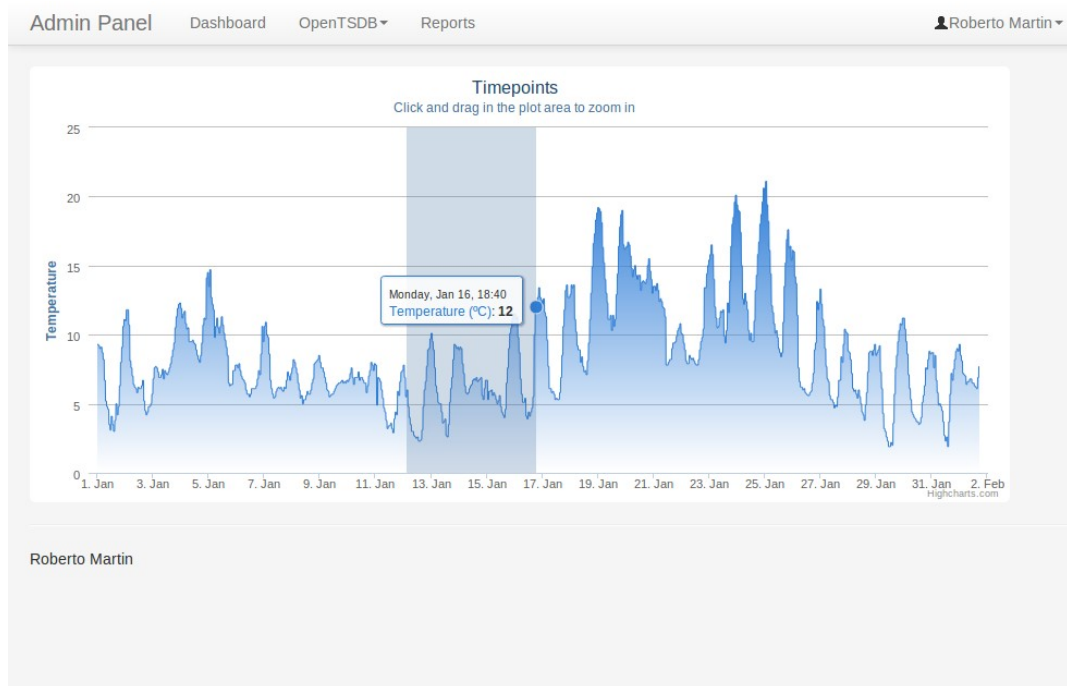 Admin Panel Dashboard OpenTSDB Reports Roberto Martin
Timepoints
Click and drag in the plot area to zoom in
Temperature
25
20
15
10
5
0
Monday, Jan 16, 18:40
Temperature (ºC): 12
1. Jan 3. Jan 5. Jan 7. Jan 9. Jan 11. Jan 13. Jan 15. Jan 17. Jan 19. Jan 21. Jan 23. Jan 25. Jan 27. Jan 29. Jan 31. Jan 2. Feb
Highcharts.com
Roberto Martin